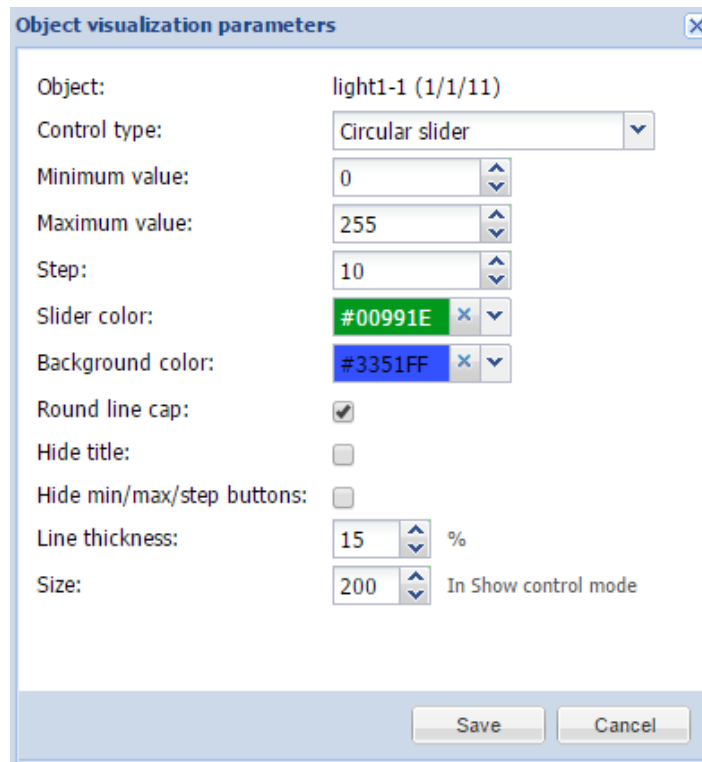 Object visualization parameters
Object: light1-1 (1/1/11)
Control type: Circular slider
Minimum value: 0
Maximum value: 255
Step: 10
Slider color: #00991E
Background color: #3351FF
Round line cap:
Hide title:
Hide min/max/step buttons:
Line thickness: 15 %
Size: 200 In Show control mode
Save Cancel